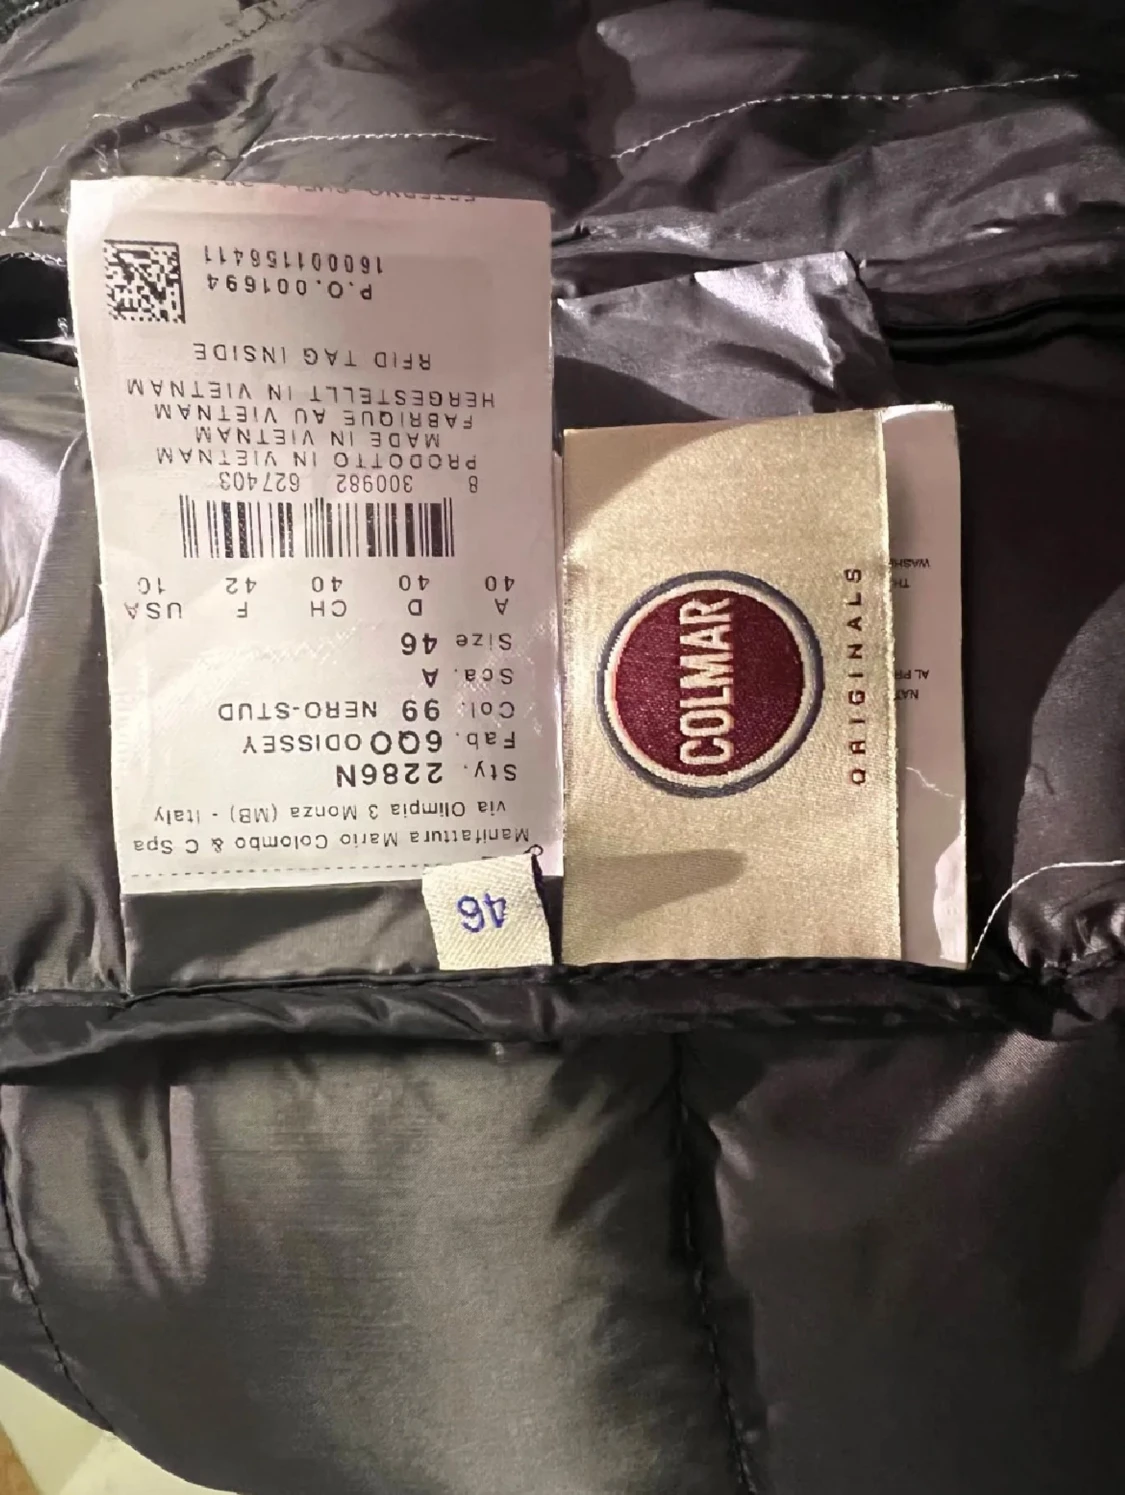 Manifattura Mario Colombo & C Spa
via Olimpia 3 Monza (MB) - Italy
Sty. 2286N
Fab. 6QO ODISSEY
Col. 99 NERO-STUD
Sca. A
Size 46
A D CH F USA
40 40 40 42 10
8 300982 627403
PRODOTTO IN VIETNAM
MADE IN VIETNAM
FABRIQUE AU VIETNAM
HERGESTELLT IN VIETNAM
RFID TAG INSIDE
P.O.001694
160001156411
46
COLMAR
ORIGINALS